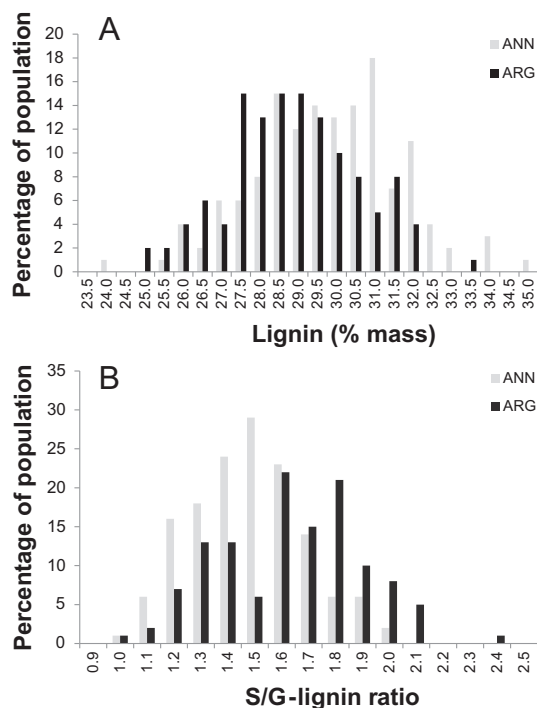 A
Percentage of population
20
18
16
14
12
10
8
6
4
2
0
ANN
ARG
23.5 24.0 24.5 25.0 25.5 26.0 26.5 27.0 27.5 28.0 28.5 29.0 29.5 30.0 30.5 31.0 31.5 32.0 32.5 33.0 33.5 34.0 35.0
Lignin (% mass)
B
Percentage of population
35
30
25
20
15
10
5
0
ANN
ARG
0.9 1.0 1.1 1.2 1.3 1.4 1.5 1.6 1.7 1.8 1.9 2.0 2.1 2.2 2.3 2.4 2.5
S/G-lignin ratio